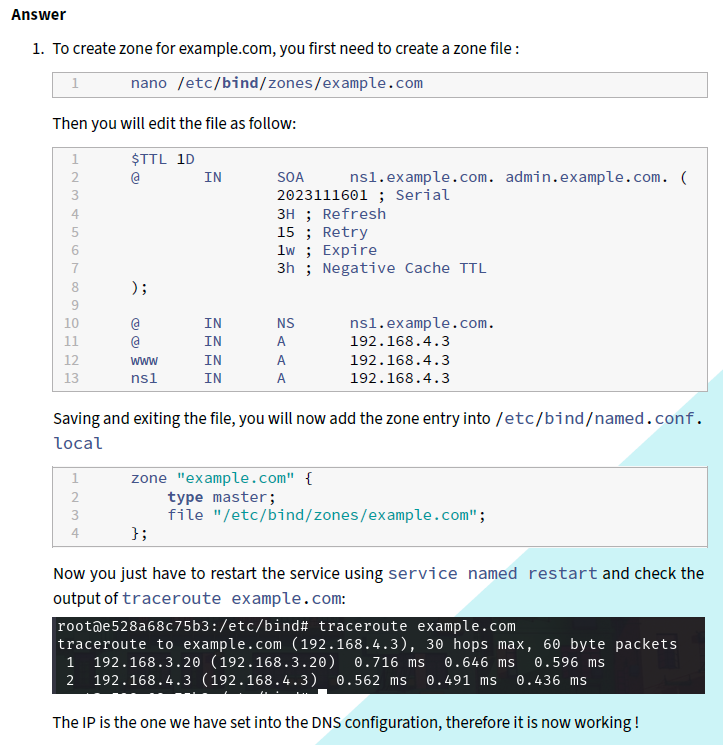 Answer
1. To create zone for example.com, you first need to create a zone file :
1 nano /etc/bind/zones/example.com
Then you will edit the file as follow:
1 $TTL 1D
2 @ IN SOA ns1.example.com. admin.example.com. (
3 2023111601 ; Serial
4 3H ; Refresh
5 15 ; Retry
6 1w ; Expire
7 3h ; Negative Cache TTL
8 );
9
10 @ IN NS ns1.example.com.
11 @ IN A 192.168.4.3
12 www IN A 192.168.4.3
13 ns1 IN A 192.168.4.3
Saving and exiting the file, you will now add the zone entry into /etc/bind/named.conf.
local
1 zone "example.com" {
2 type master;
3 file "/etc/bind/zones/example.com";
4 };
Now you just have to restart the service using service named restart and check the
output of traceroute example.com:
root@e528a68c75b3:/etc/bind# traceroute example.com
traceroute to example.com (192.168.4.3), 30 hops max, 60 byte packets
1 192.168.3.20 (192.168.3.20) 0.716 ms 0.646 ms 0.596 ms
2 192.168.4.3 (192.168.4.3) 0.562 ms 0.491 ms 0.436 ms
The IP is the one we have set into the DNS configuration, therefore it is now working !